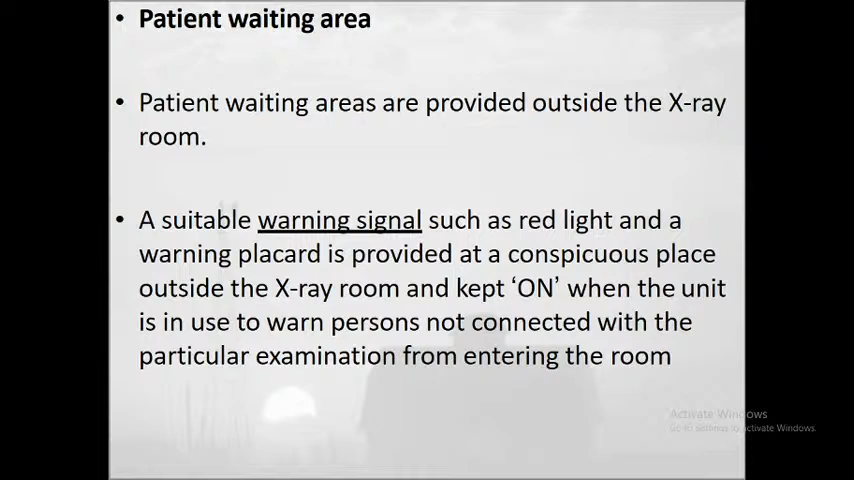 • Patient waiting area
• Patient waiting areas are provided outside the X-ray
room.
• A suitable warning signal such as red light and a
warning placard is provided at a conspicuous place
outside the X-ray room and kept ‘ON’ when the unit
is in use to warn persons not connected with the
particular examination from entering the room
Activate Windows
Go to Settings to activate Windows.